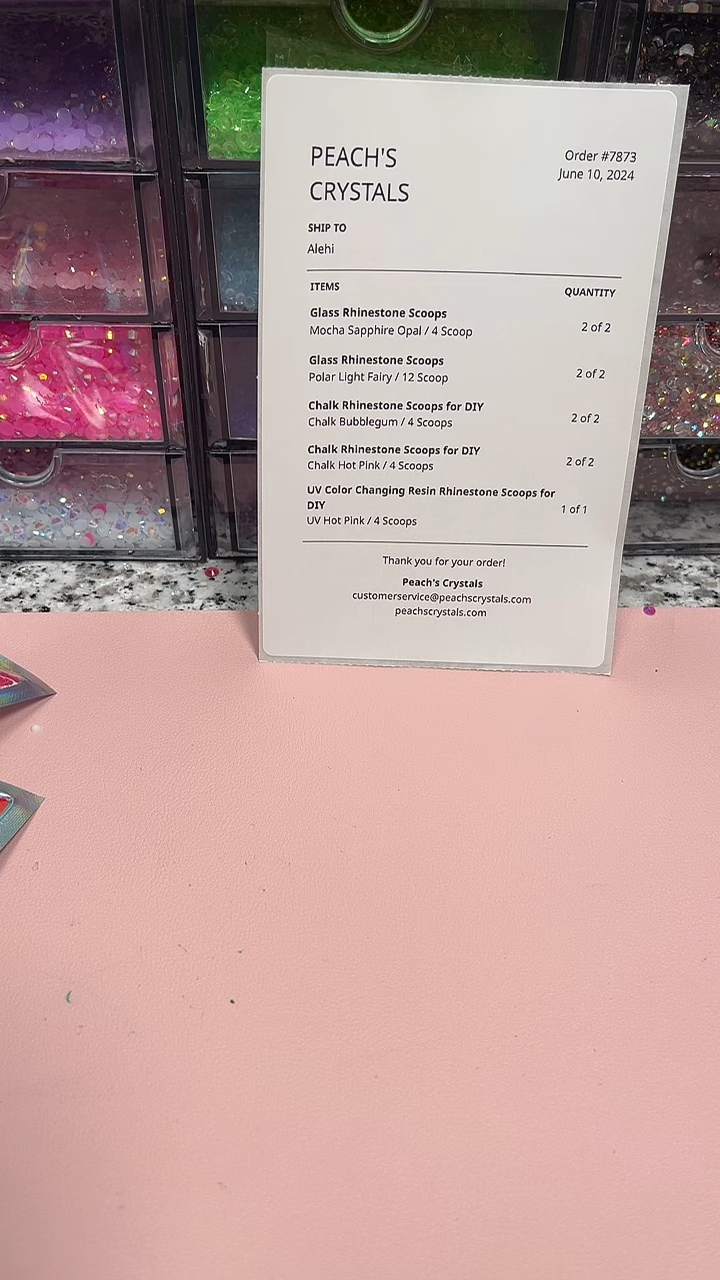 PEACH'S
CRYSTALS
Order #7873
June 10, 2024
SHIP TO
Alehi
ITEMS QUANTITY
Glass Rhinestone Scoops
Mocha Sapphire Opal / 4 Scoop 2 of 2
Glass Rhinestone Scoops
Polar Light Fairy / 12 Scoop 2 of 2
Chalk Rhinestone Scoops for DIY
Chalk Bubblegum / 4 Scoops 2 of 2
Chalk Rhinestone Scoops for DIY
Chalk Hot Pink / 4 Scoops 2 of 2
UV Color Changing Resin Rhinestone Scoops for
DIY 1 of 1
UV Hot Pink / 4 Scoops
Thank you for your order!
Peach's Crystals
customerservice@peachscrystals.com
peachscrystals.com